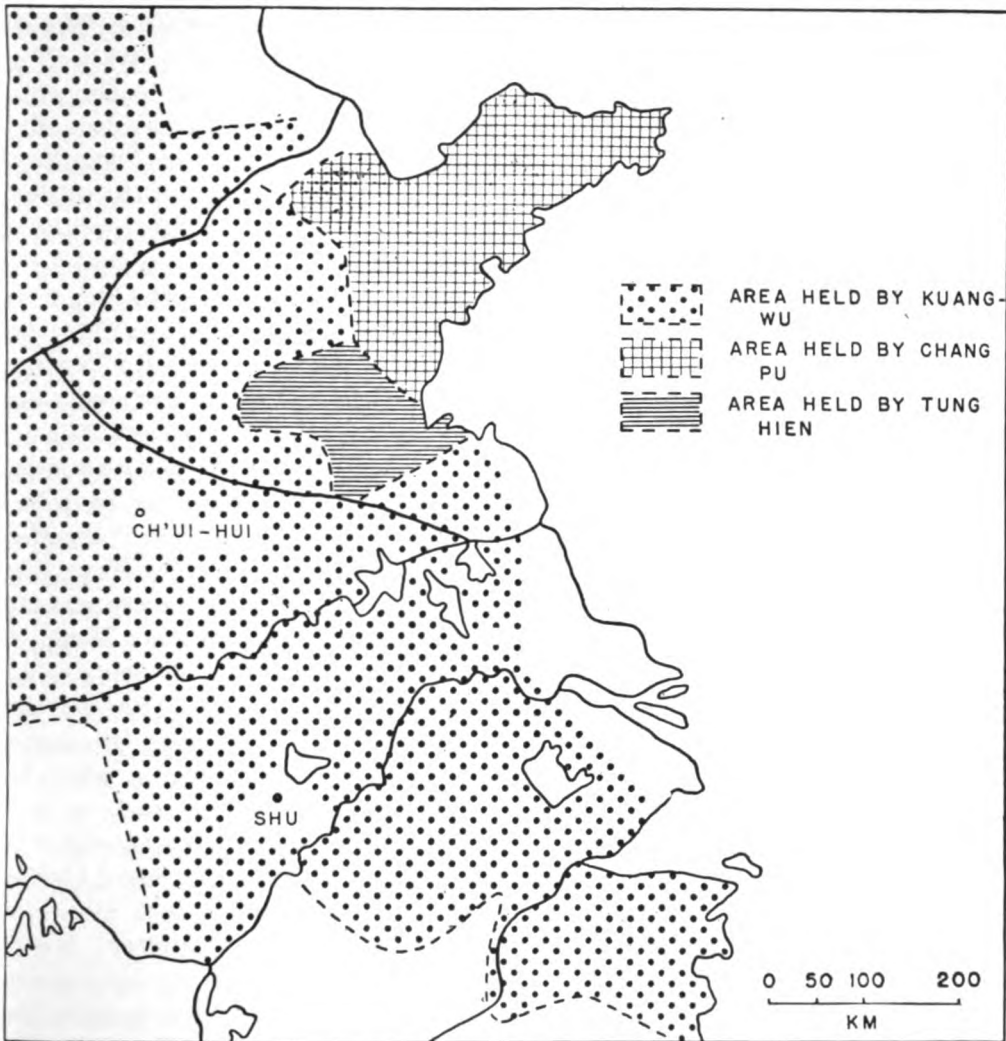 AREA HELD BY KUANG-
WU
AREA HELD BY CHANG
PU
AREA HELD BY TUNG
HIEN
CH'UI-HUI
SHU
0 50 100 200
KM